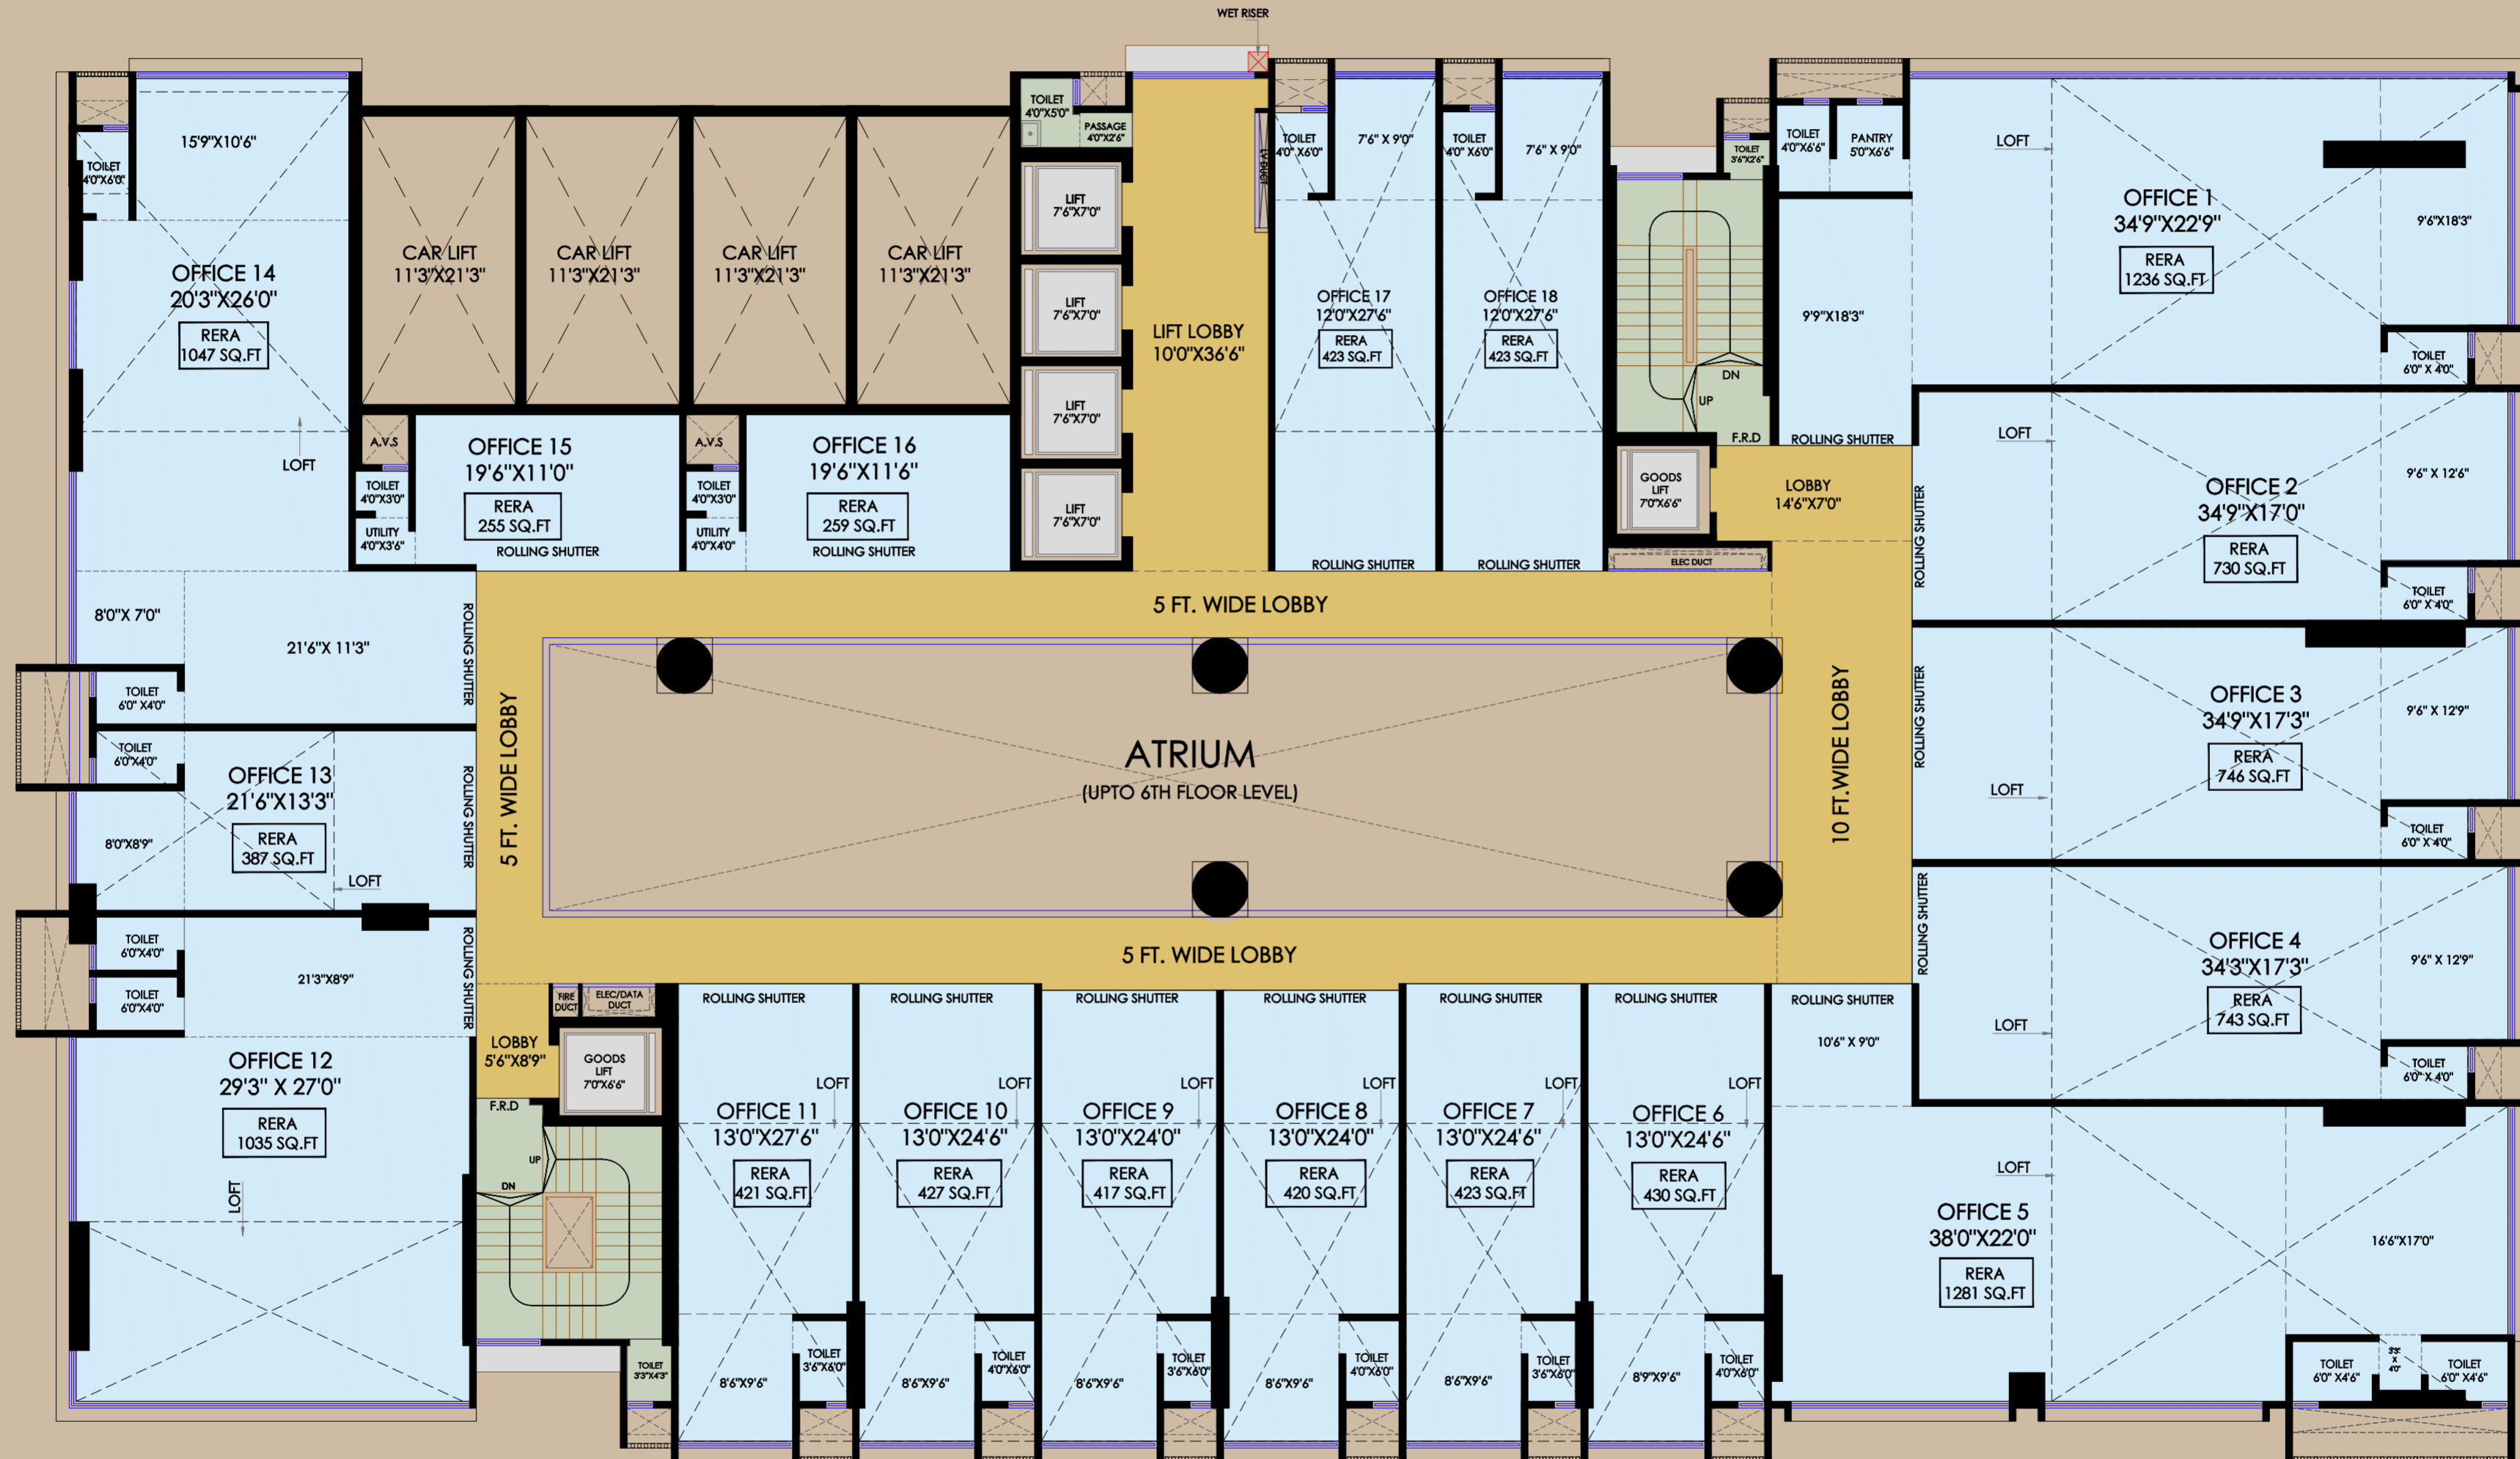 WET RISER
15'9"X10'6"
TOILET
4'0"X6'0"
OFFICE 14
20'3"X26'0"
RERA
1047 SQ.FT
LOFT
CAR LIFT
11'3"X21'3"
CAR LIFT
11'3"X21'3"
CAR LIFT
11'3"X21'3"
CAR LIFT
11'3"X21'3"
TOILET
4'0"X5'0"
PASSAGE
4'0"X2'6"
LIFT
7'6"X7'0"
LIFT
7'6"X7'0"
LIFT
7'6"X7'0"
LIFT
7'6"X7'0"
LIFT LOBBY
10'0"X36'6"
LV DUCT
TOILET
4'0" X6'0"
7'6" X 9'0"
OFFICE 17
12'0"X27'6"
RERA
423 SQ.FT
ROLLING SHUTTER
TOILET
4'0" X6'0"
7'6" X 9'0"
OFFICE 18
12'0"X27'6"
RERA
423 SQ.FT
ROLLING SHUTTER
TOILET
3'6"X2'6"
DN
UP
F.R.D
GOODS
LIFT
7'0"X6'6"
ELEC DUCT
LOBBY
14'6"X7'0"
TOILET
4'0"X6'6"
PANTRY
5'0"X6'6"
9'9"X18'3"
ROLLING SHUTTER
LOFT
OFFICE 1
34'9"X22'9"
RERA
1236 SQ.FT
9'6"X18'3"
TOILET
6'0" X 4'0"
A.V.S
TOILET
4'0"X3'0"
UTILITY
4'0"X3'6"
OFFICE 15
19'6"X11'0"
RERA
255 SQ.FT
ROLLING SHUTTER
A.V.S
TOILET
4'0"X3'0"
UTILITY
4'0"X4'0"
OFFICE 16
19'6"X11'6"
RERA
259 SQ.FT
ROLLING SHUTTER
LOFT
OFFICE 2
34'9"X17'0"
RERA
730 SQ.FT
9'6" X 12'6"
TOILET
6'0" X 4'0"
ROLLING SHUTTER
8'0"X 7'0"
21'6"X 11'3"
ROLLING SHUTTER
TOILET
6'0" X4'0"
5 FT. WIDE LOBBY
5 FT. WIDE LOBBY
ATRIUM
(UPTO 6TH FLOOR LEVEL)
10 FT.WIDE LOBBY
5 FT. WIDE LOBBY
ROLLING SHUTTER
OFFICE 3
34'9"X17'3"
RERA
746 SQ.FT
LOFT
9'6" X 12'9"
TOILET
6'0" X 4'0"
TOILET
6'0"X4'0"
OFFICE 13
21'6"X13'3"
RERA
387 SQ.FT
8'0"X8'9"
LOFT
ROLLING SHUTTER
ROLLING SHUTTER
OFFICE 4
34'3"X17'3"
RERA
743 SQ.FT
LOFT
9'6" X 12'9"
TOILET
6'0" X 4'0"
TOILET
6'0"X4'0"
TOILET
6'0"X4'0"
21'3"X8'9"
ROLLING SHUTTER
OFFICE 12
29'3" X 27'0"
RERA
1035 SQ.FT
LOFT
FIRE
DUCT
ELEC/DATA
DUCT
LOBBY
5'6"X8'9"
GOODS
LIFT
7'0"X6'6"
F.R.D
UP
DN
TOILET
3'3"X4'3"
ROLLING SHUTTER
LOFT
OFFICE 11
13'0"X27'6"
RERA
421 SQ.FT
8'6"X9'6"
TOILET
3'6"X6'0"
ROLLING SHUTTER
LOFT
OFFICE 10
13'0"X24'6"
RERA
427 SQ.FT
8'6"X9'6"
TOILET
4'0"X6'0"
ROLLING SHUTTER
LOFT
OFFICE 9
13'0"X24'0"
RERA
417 SQ.FT
8'6"X9'6"
TOILET
3'6"X6'0"
ROLLING SHUTTER
LOFT
OFFICE 8
13'0"X24'0"
RERA
420 SQ.FT
8'6"X9'6"
TOILET
4'0"X6'0"
ROLLING SHUTTER
LOFT
OFFICE 7
13'0"X24'6"
RERA
423 SQ.FT
8'6"X9'6"
TOILET
3'6"X6'0"
ROLLING SHUTTER
LOFT
OFFICE 6
13'0"X24'6"
RERA
430 SQ.FT
8'9"X9'6"
TOILET
4'0"X6'0"
ROLLING SHUTTER
10'6" X 9'0"
LOFT
OFFICE 5
38'0"X22'0"
RERA
1281 SQ.FT
16'6"X17'0"
TOILET
6'0" X4'6"
3'3"
X
4'0"
TOILET
6'0" X4'6"